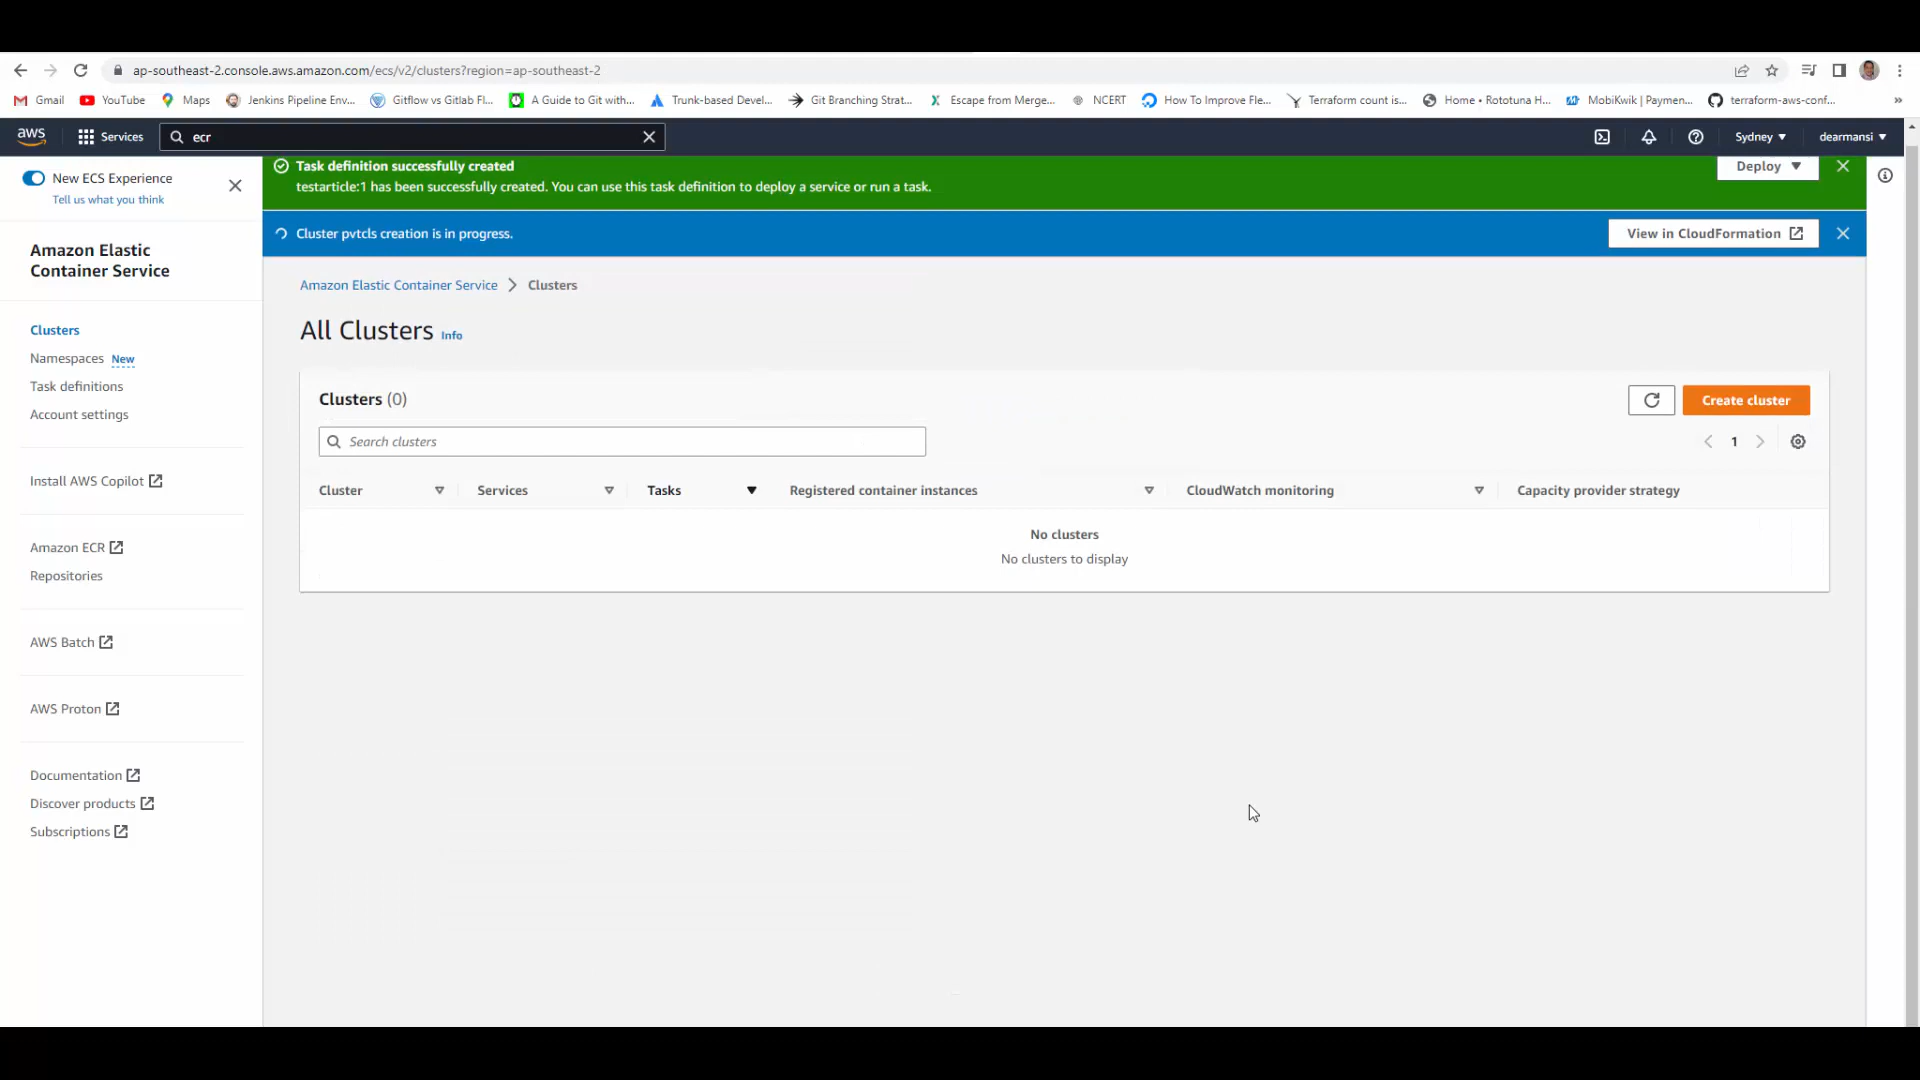 ap-southeast-2.console.aws.amazon.com/ecs/v2/clusters?region=ap-southeast-2
Gmail YouTube Maps Jenkins Pipeline Env... Gitflow vs Gitlab Fl... A Guide to Git with... Trunk-based Devel... Git Branching Strat... Escape from Merge... NCERT How To Improve Fle... Terraform count is... Home • Rototuna H... MobiKwik | Paymen... terraform-aws-conf... »
aws Services ecr Sydney dearmansi
New ECS Experience
Tell us what you think
Task definition successfully created
testarticle:1 has been successfully created. You can use this task definition to deploy a service or run a task.
Deploy
Cluster pvtcls creation is in progress.
View in CloudFormation
Amazon Elastic
Container Service
Clusters
Namespaces New
Task definitions
Account settings
Install AWS Copilot
Amazon ECR
Repositories
AWS Batch
AWS Proton
Documentation
Discover products
Subscriptions
Amazon Elastic Container Service > Clusters
All Clusters Info
Clusters (0)
Create cluster
Search clusters
1
Cluster Services Tasks Registered container instances CloudWatch monitoring Capacity provider strategy
No clusters
No clusters to display